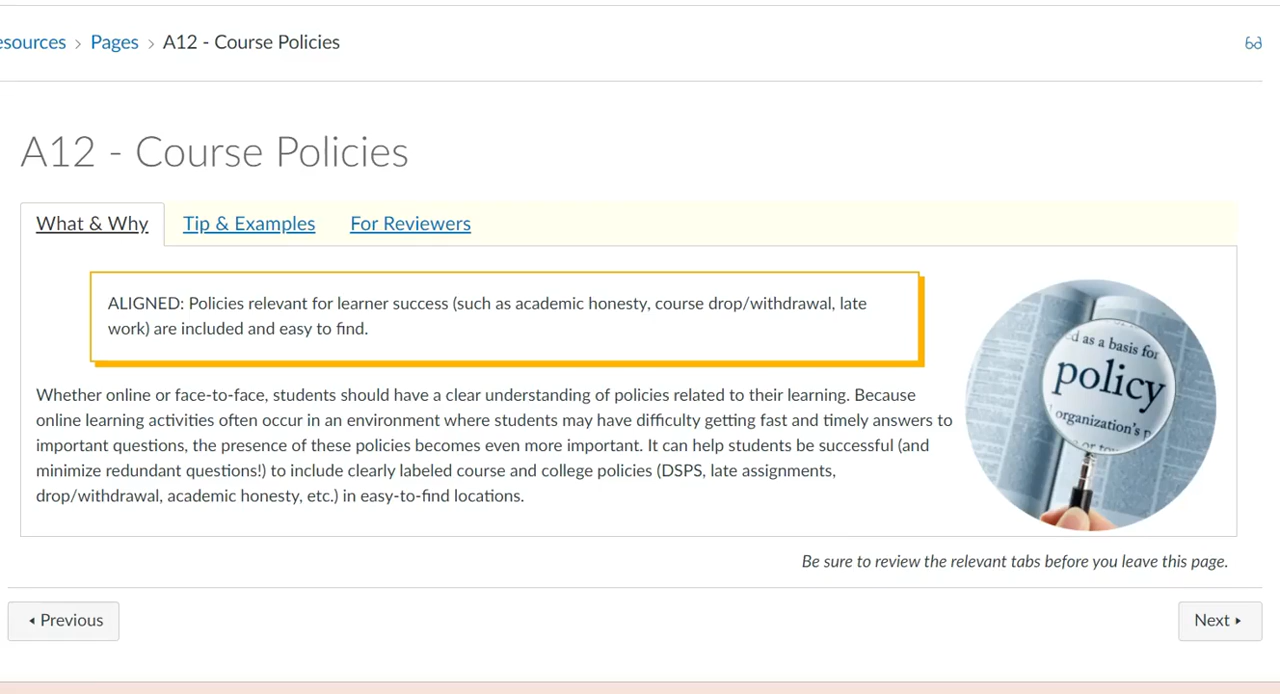 esources › Pages › A12 - Course Policies
A12 - Course Policies
What & Why Tip & Examples For Reviewers
ALIGNED: Policies relevant for learner success (such as academic honesty, course drop/withdrawal, late
work) are included and easy to find.
d as a basis for
policy
organization's p
or
Whether online or face-to-face, students should have a clear understanding of policies related to their learning. Because
online learning activities often occur in an environment where students may have difficulty getting fast and timely answers to
important questions, the presence of these policies becomes even more important. It can help students be successful (and
minimize redundant questions!) to include clearly labeled course and college policies (DSPS, late assignments,
drop/withdrawal, academic honesty, etc.) in easy-to-find locations.
Be sure to review the relevant tabs before you leave this page.
Previous
Next